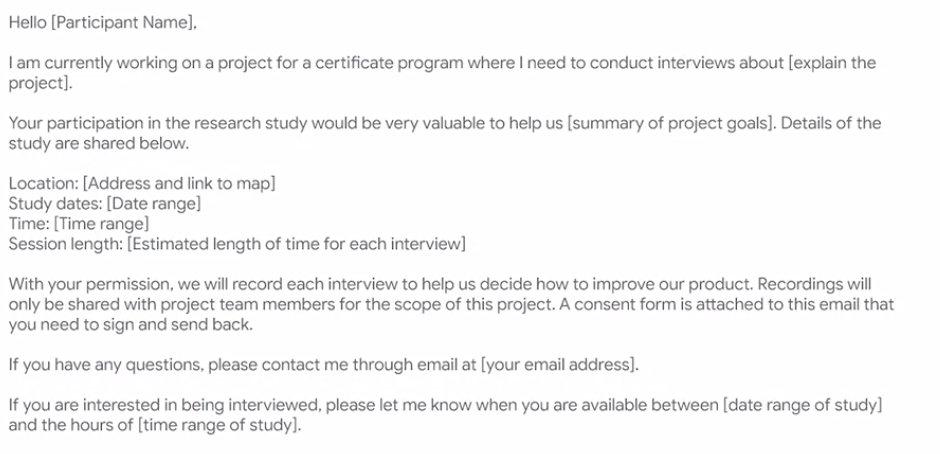 Hello [Participant Name],
I am currently working on a project for a certificate program where I need to conduct interviews about [explain the
project].
Your participation in the research study would be very valuable to help us [summary of project goals]. Details of the
study are shared below.
Location: [Address and link to map]
Study dates: [Date range]
Time: [Time range]
Session length: [Estimated length of time for each interview]
With your permission, we will record each interview to help us decide how to improve our product. Recordings will
only be shared with project team members for the scope of this project. A consent form is attached to this email that
you need to sign and send back.
If you have any questions, please contact me through email at [your email address].
If you are interested in being interviewed, please let me know when you are available between [date range of study]
and the hours of [time range of study].